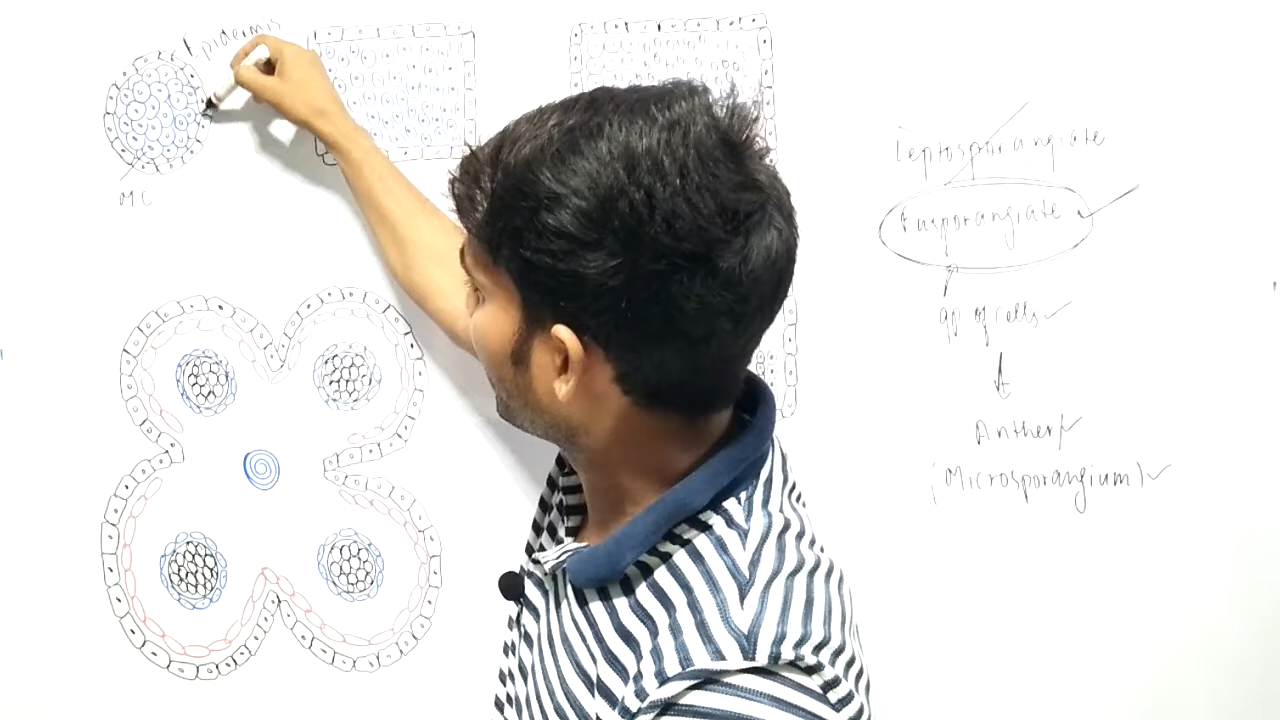 Epidermis
MC
Leptosporangiate
Eusporangiate
gp of cells
Anther
(Microsporangium)